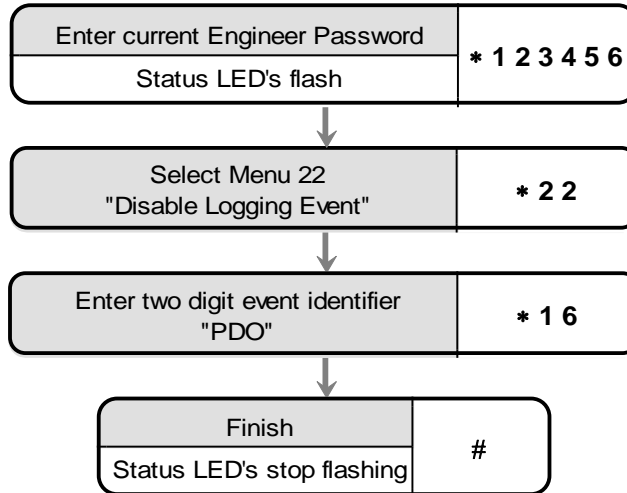 Enter current Engineer Password
Status LED's flash
* 1 2 3 4 5 6
Select Menu 22
"Disable Logging Event"
* 2 2
Enter two digit event identifier
"PDO"
* 1 6
Finish
Status LED's stop flashing
#